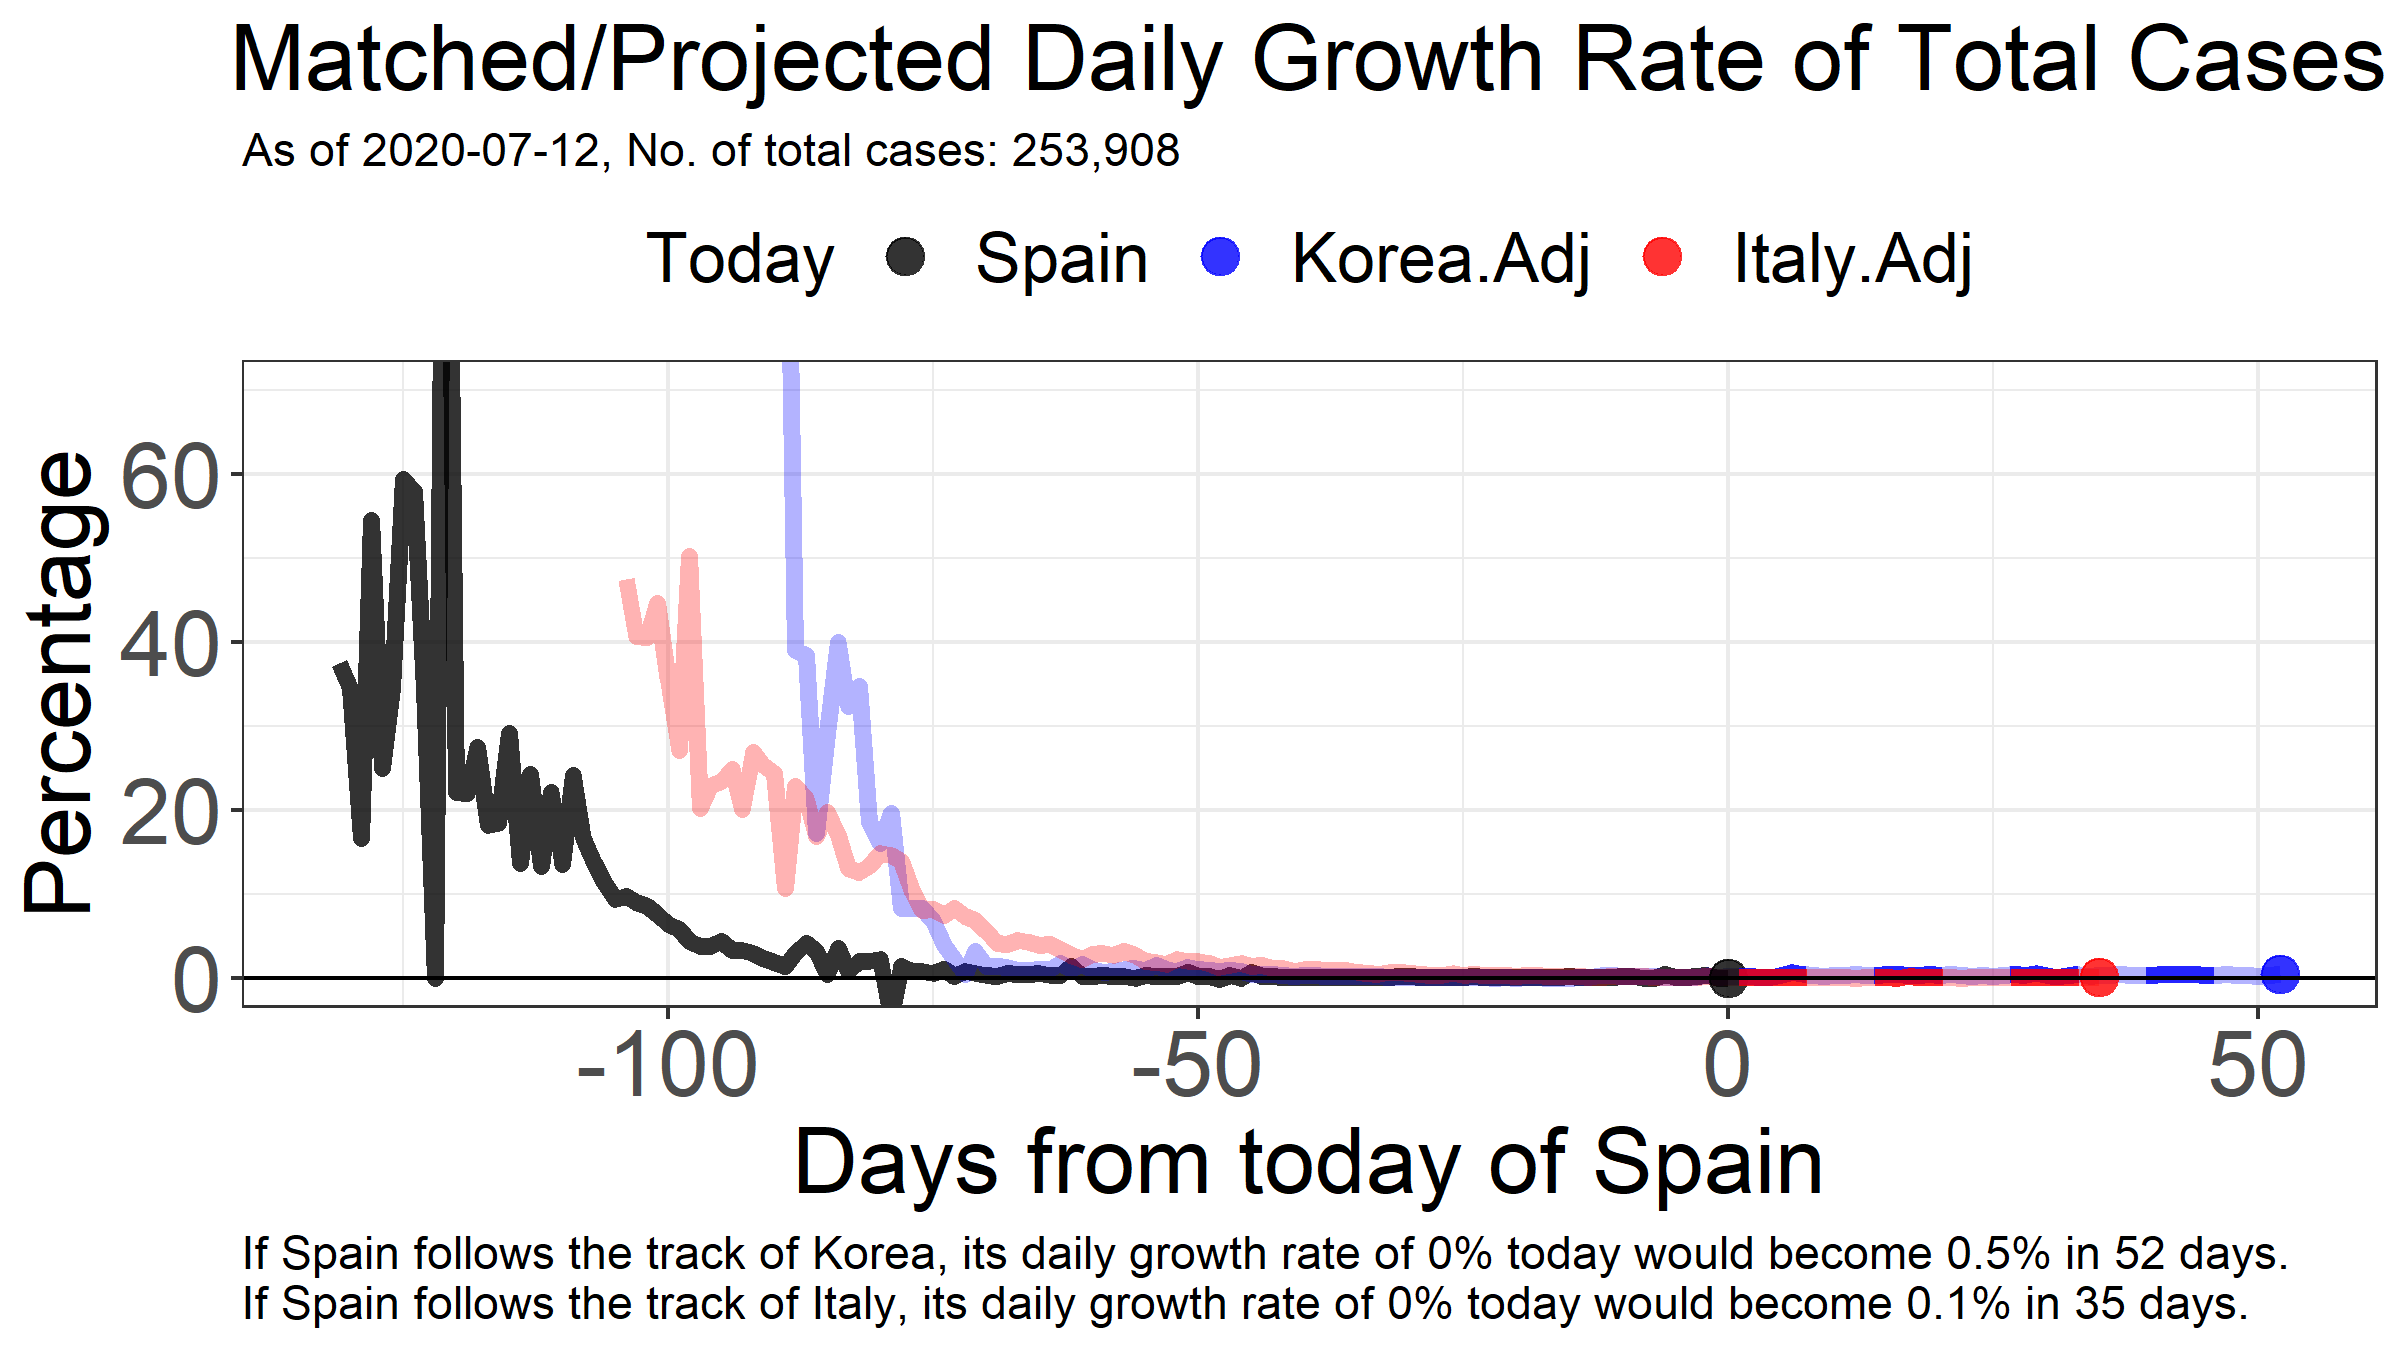 Matched/Projected Daily Growth Rate of Total Cases
As of 2020-07-12, No. of total cases: 253,908
Today Spain Korea.Adj Italy.Adj
Percentage
60
40
20
0
-100 -50 0 50
Days from today of Spain
If Spain follows the track of Korea, its daily growth rate of 0% today would become 0.5% in 52 days.
If Spain follows the track of Italy, its daily growth rate of 0% today would become 0.1% in 35 days.